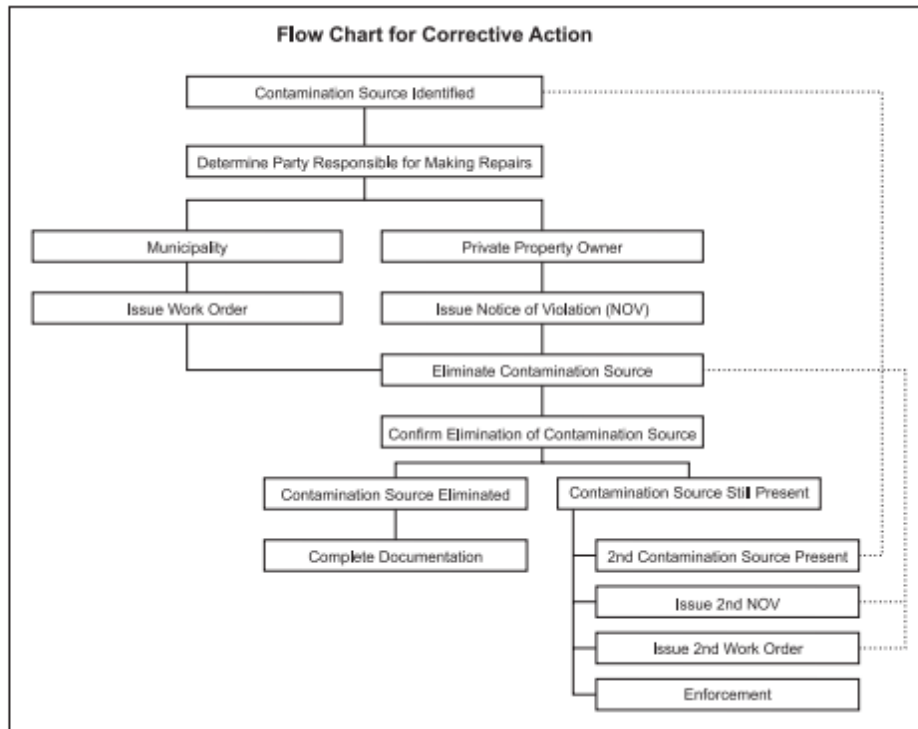 Flow Chart for Corrective Action
Contamination Source Identified
Determine Party Responsible for Making Repairs
Municipality
Private Property Owner
Issue Work Order
Issue Notice of Violation (NOV)
Eliminate Contamination Source
Confirm Elimination of Contamination Source
Contamination Source Eliminated
Contamination Source Still Present
Complete Documentation
2nd Contamination Source Present
Issue 2nd NOV
Issue 2nd Work Order
Enforcement